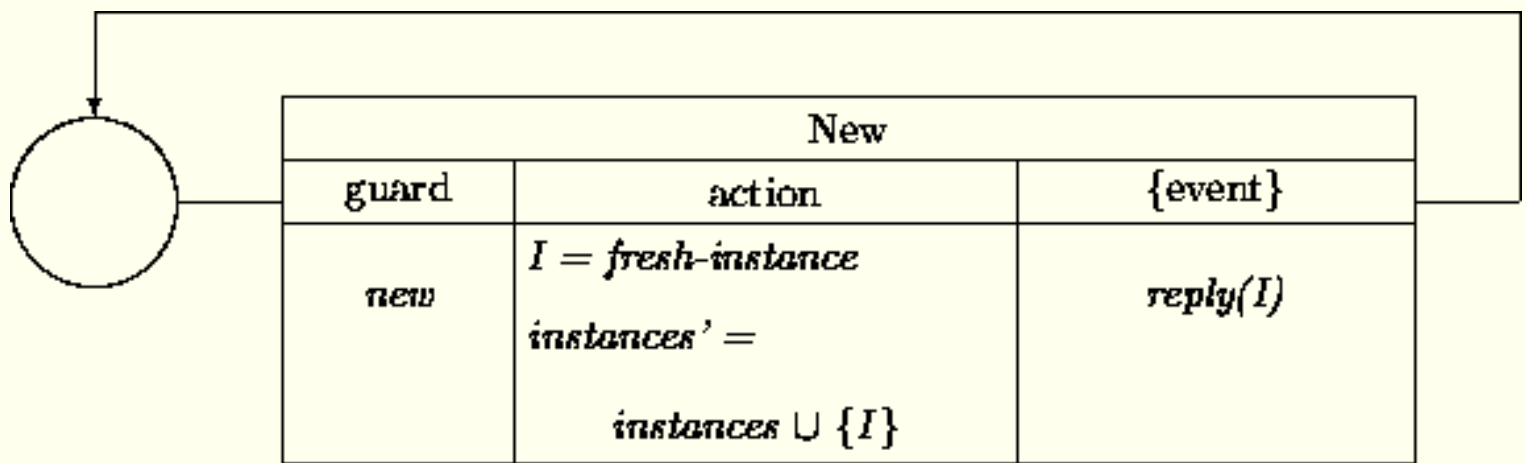 New
guard action {event}
new
I = fresh-instance
instances' =
instances ∪ {I}
reply(I)